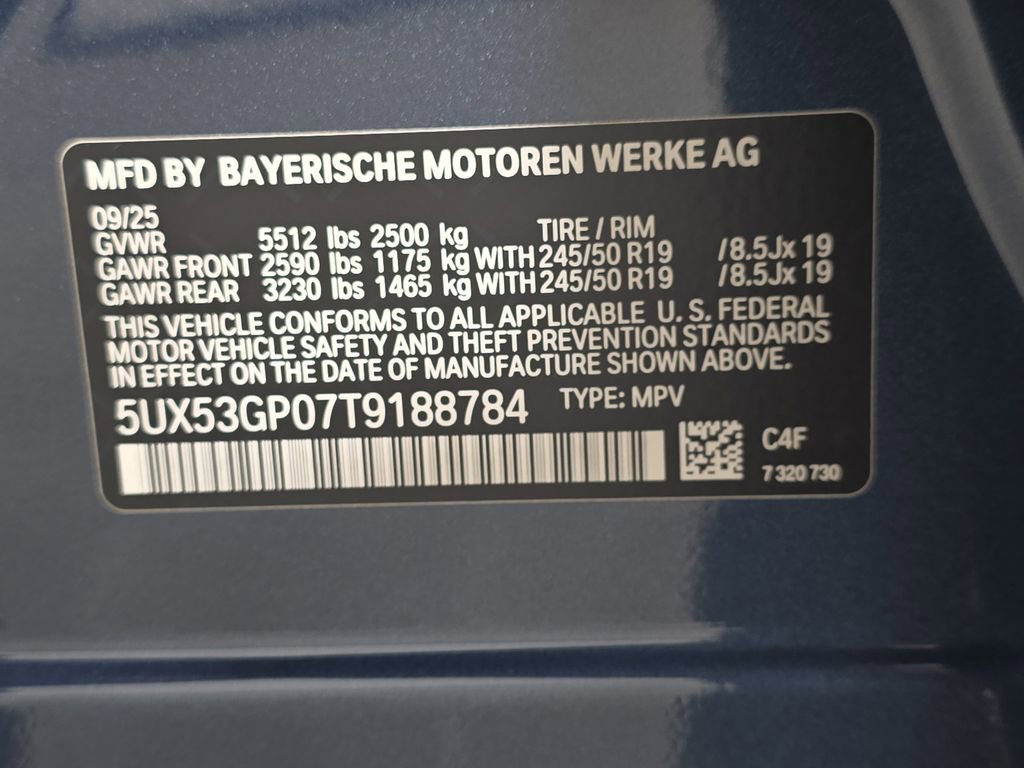 MFD BY BAYERISCHE MOTOREN WERKE AG
09/25
TIRE / RIM
GVWR 5512 lbs 2500 kg
GAWR FRONT 2590 lbs 1175 kg WITH 245/50 R19 /8.5Jx 19
GAWR REAR 3230 lbs 1465 kg WITH 245/50 R19 /8.5Jx 19
THIS VEHICLE CONFORMS TO ALL APPLICABLE U. S. FEDERAL
MOTOR VEHICLE SAFETY AND THEFT PREVENTION STANDARDS
IN EFFECT ON THE DATE OF MANUFACTURE SHOWN ABOVE.
5UX53GP07T9188784 TYPE: MPV
C4F
7 320 730